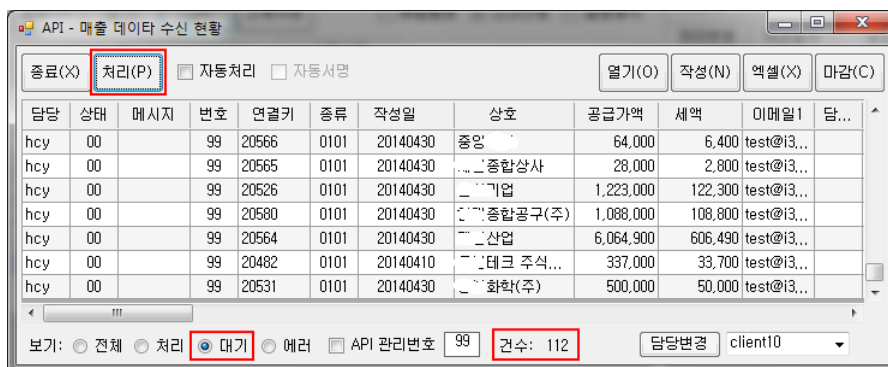 API - 매출 데이타 수신 현황
종료(X) 처리(P) 자동처리 자동서명 열기(O) 작성(N) 엑셀(X) 마감(C)
담당 상태 메시지 번호 연결키 종류 작성일 상호 공급가액 세액 이메일1 담...
hcy 00 99 20566 0101 20140430 중앙 64,000 6,400 test@i3...
hcy 00 99 20565 0101 20140430 종합상사 28,000 2,800 test@i3...
hcy 00 99 20526 0101 20140430 기업 1,223,000 122,300 test@i3...
hcy 00 99 20580 0101 20140430 종합공구(주) 1,088,000 108,800 test@i3...
hcy 00 99 20564 0101 20140430 산업 6,064,900 606,490 test@i3...
hcy 00 99 20482 0101 20140410 테크 주식... 337,000 33,700 test@i3...
hcy 00 99 20531 0101 20140430 화학(주) 500,000 50,000 test@i3...
보기: 전체 처리 대기 에러 API 관리번호 99 건수: 112 담당변경 client10